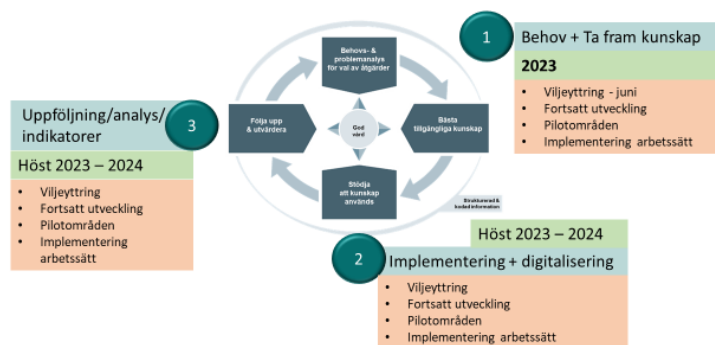 1
Behov + Ta fram kunskap
2023
• Viljeyttring - juni
• Fortsatt utveckling
• Pilotområden
• Implementering arbetssätt
Behovs- &
problemanalys
för val av åtgärder
Bästa
tillgängliga kunskap
Stödja
att kunskap
används
Följa upp
& utvärdera
God
vård
Strukturerad &
kodad information
3
Uppföljning/analys/
indikatorer
Höst 2023 – 2024
• Viljeyttring
• Fortsatt utveckling
• Pilotområden
• Implementering
arbetssätt
Höst 2023 – 2024
2
Implementering + digitalisering
• Viljeyttring
• Fortsatt utveckling
• Pilotområden
• Implementering arbetssätt